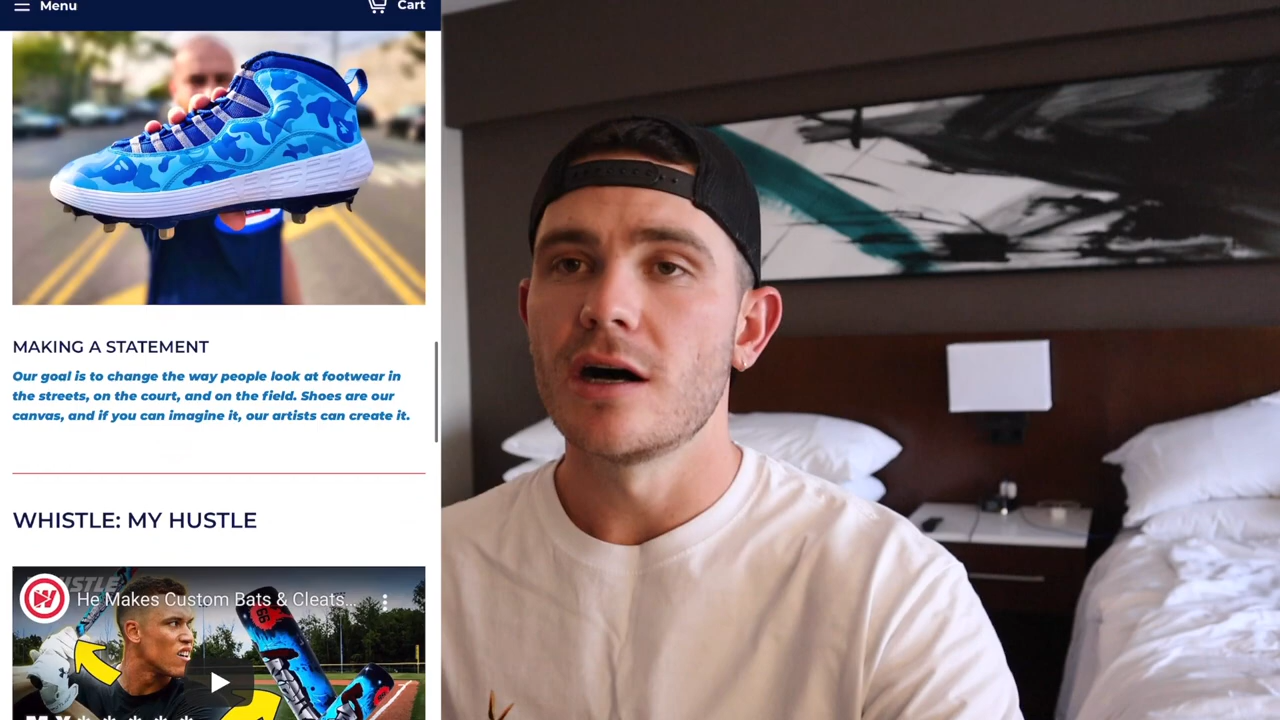 Menu
Cart
MAKING A STATEMENT
Our goal is to change the way people look at footwear in
the streets, on the court, and on the field. Shoes are our
canvas, and if you can imagine it, our artists can create it.
WHISTLE: MY HUSTLE
He Makes Custom Bats & Cleats...